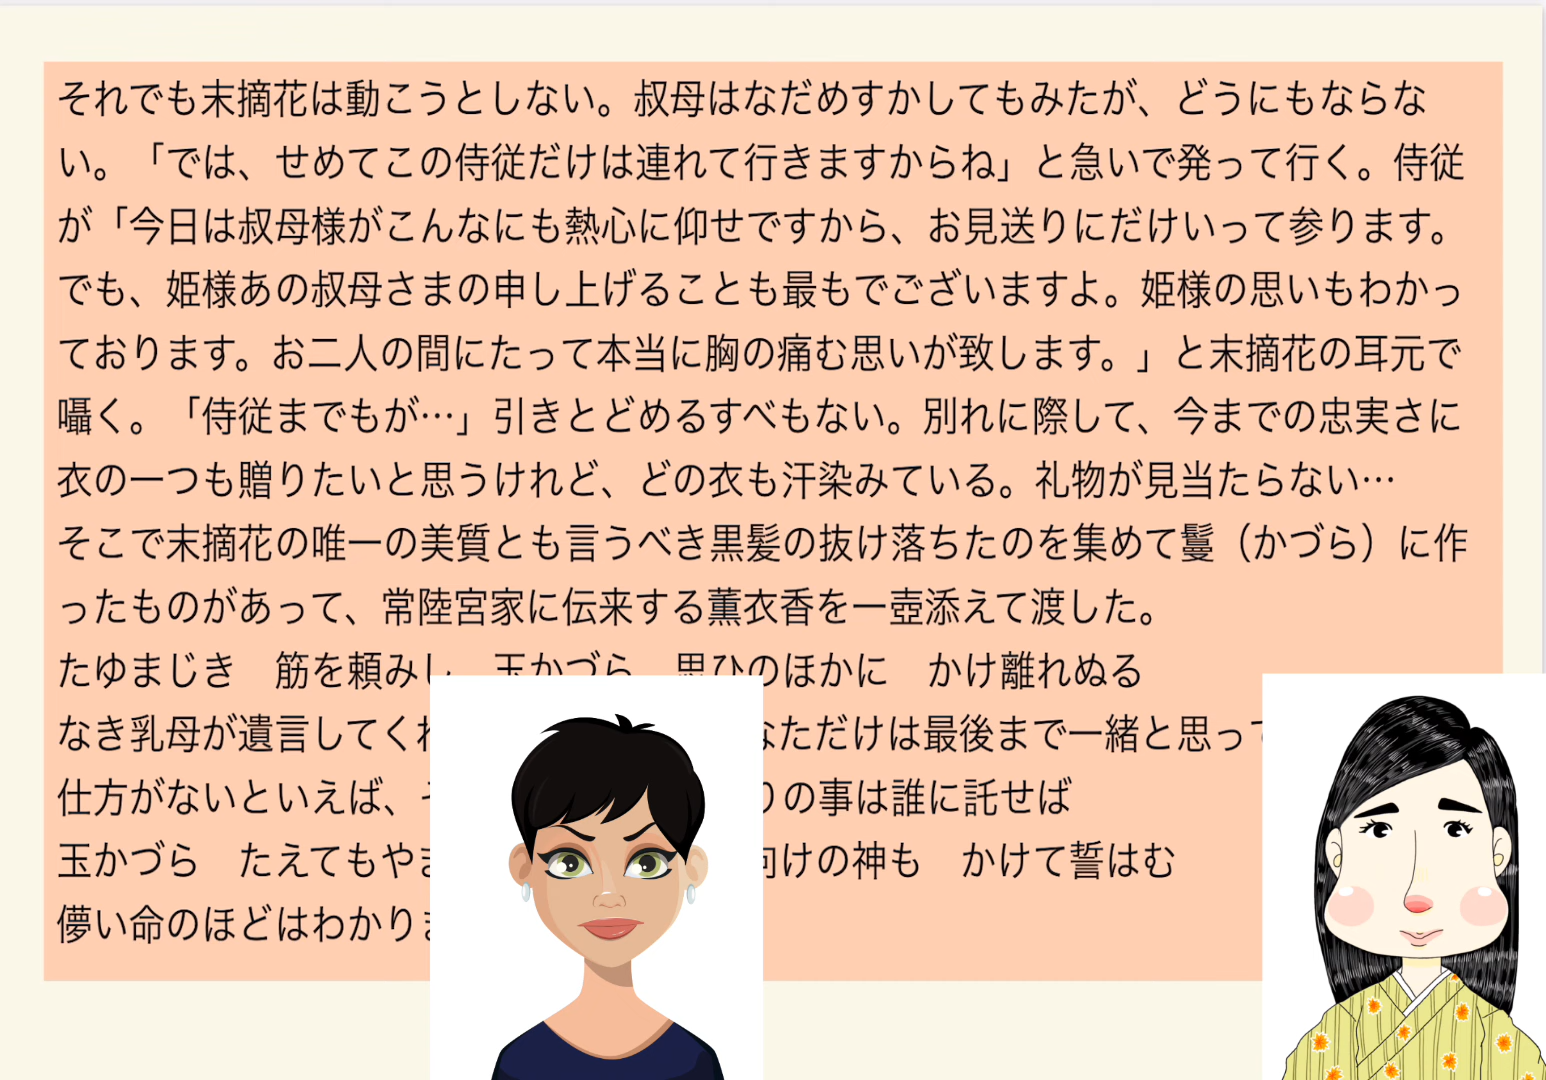 それでも末摘花は動こうとしない。叔母はなだめすかしてもみたが、どうにもならな
い。「では、せめてこの侍従だけは連れて行きますからね」と急いで発って行く。侍従
が「今日は叔母様がこんなにも熱心に仰せですから、お見送りにだけいって参ります。
でも、姫様あの叔母さまの申し上げることも最もでございますよ。姫様の思いもわかっ
ております。お二人の間にたって本当に胸の痛む思いが致します。」と末摘花の耳元で
囁く。「侍従までもが…」引きとどめるすべもない。別れに際して、今までの忠実さに
衣の一つも贈りたいと思うけれど、どの衣も汗染みている。礼物が見当たらない…
そこで末摘花の唯一の美質とも言うべき黒髪の抜け落ちたのを集めて鬘（かづら）に作
ったものがあって、常陸宮家に伝来する薫衣香を一壺添えて渡した。
たゆまじき　筋を頼みし　玉かづら　思ひのほかに　かけ離れぬる
なき乳母が遺言してくれ ただけは最後まで一緒と思って
仕方がないといえば、 の事は誰に託せば
玉かづら　たえてもや 向けの神も　かけて誓はむ
儚い命のほどはわかり